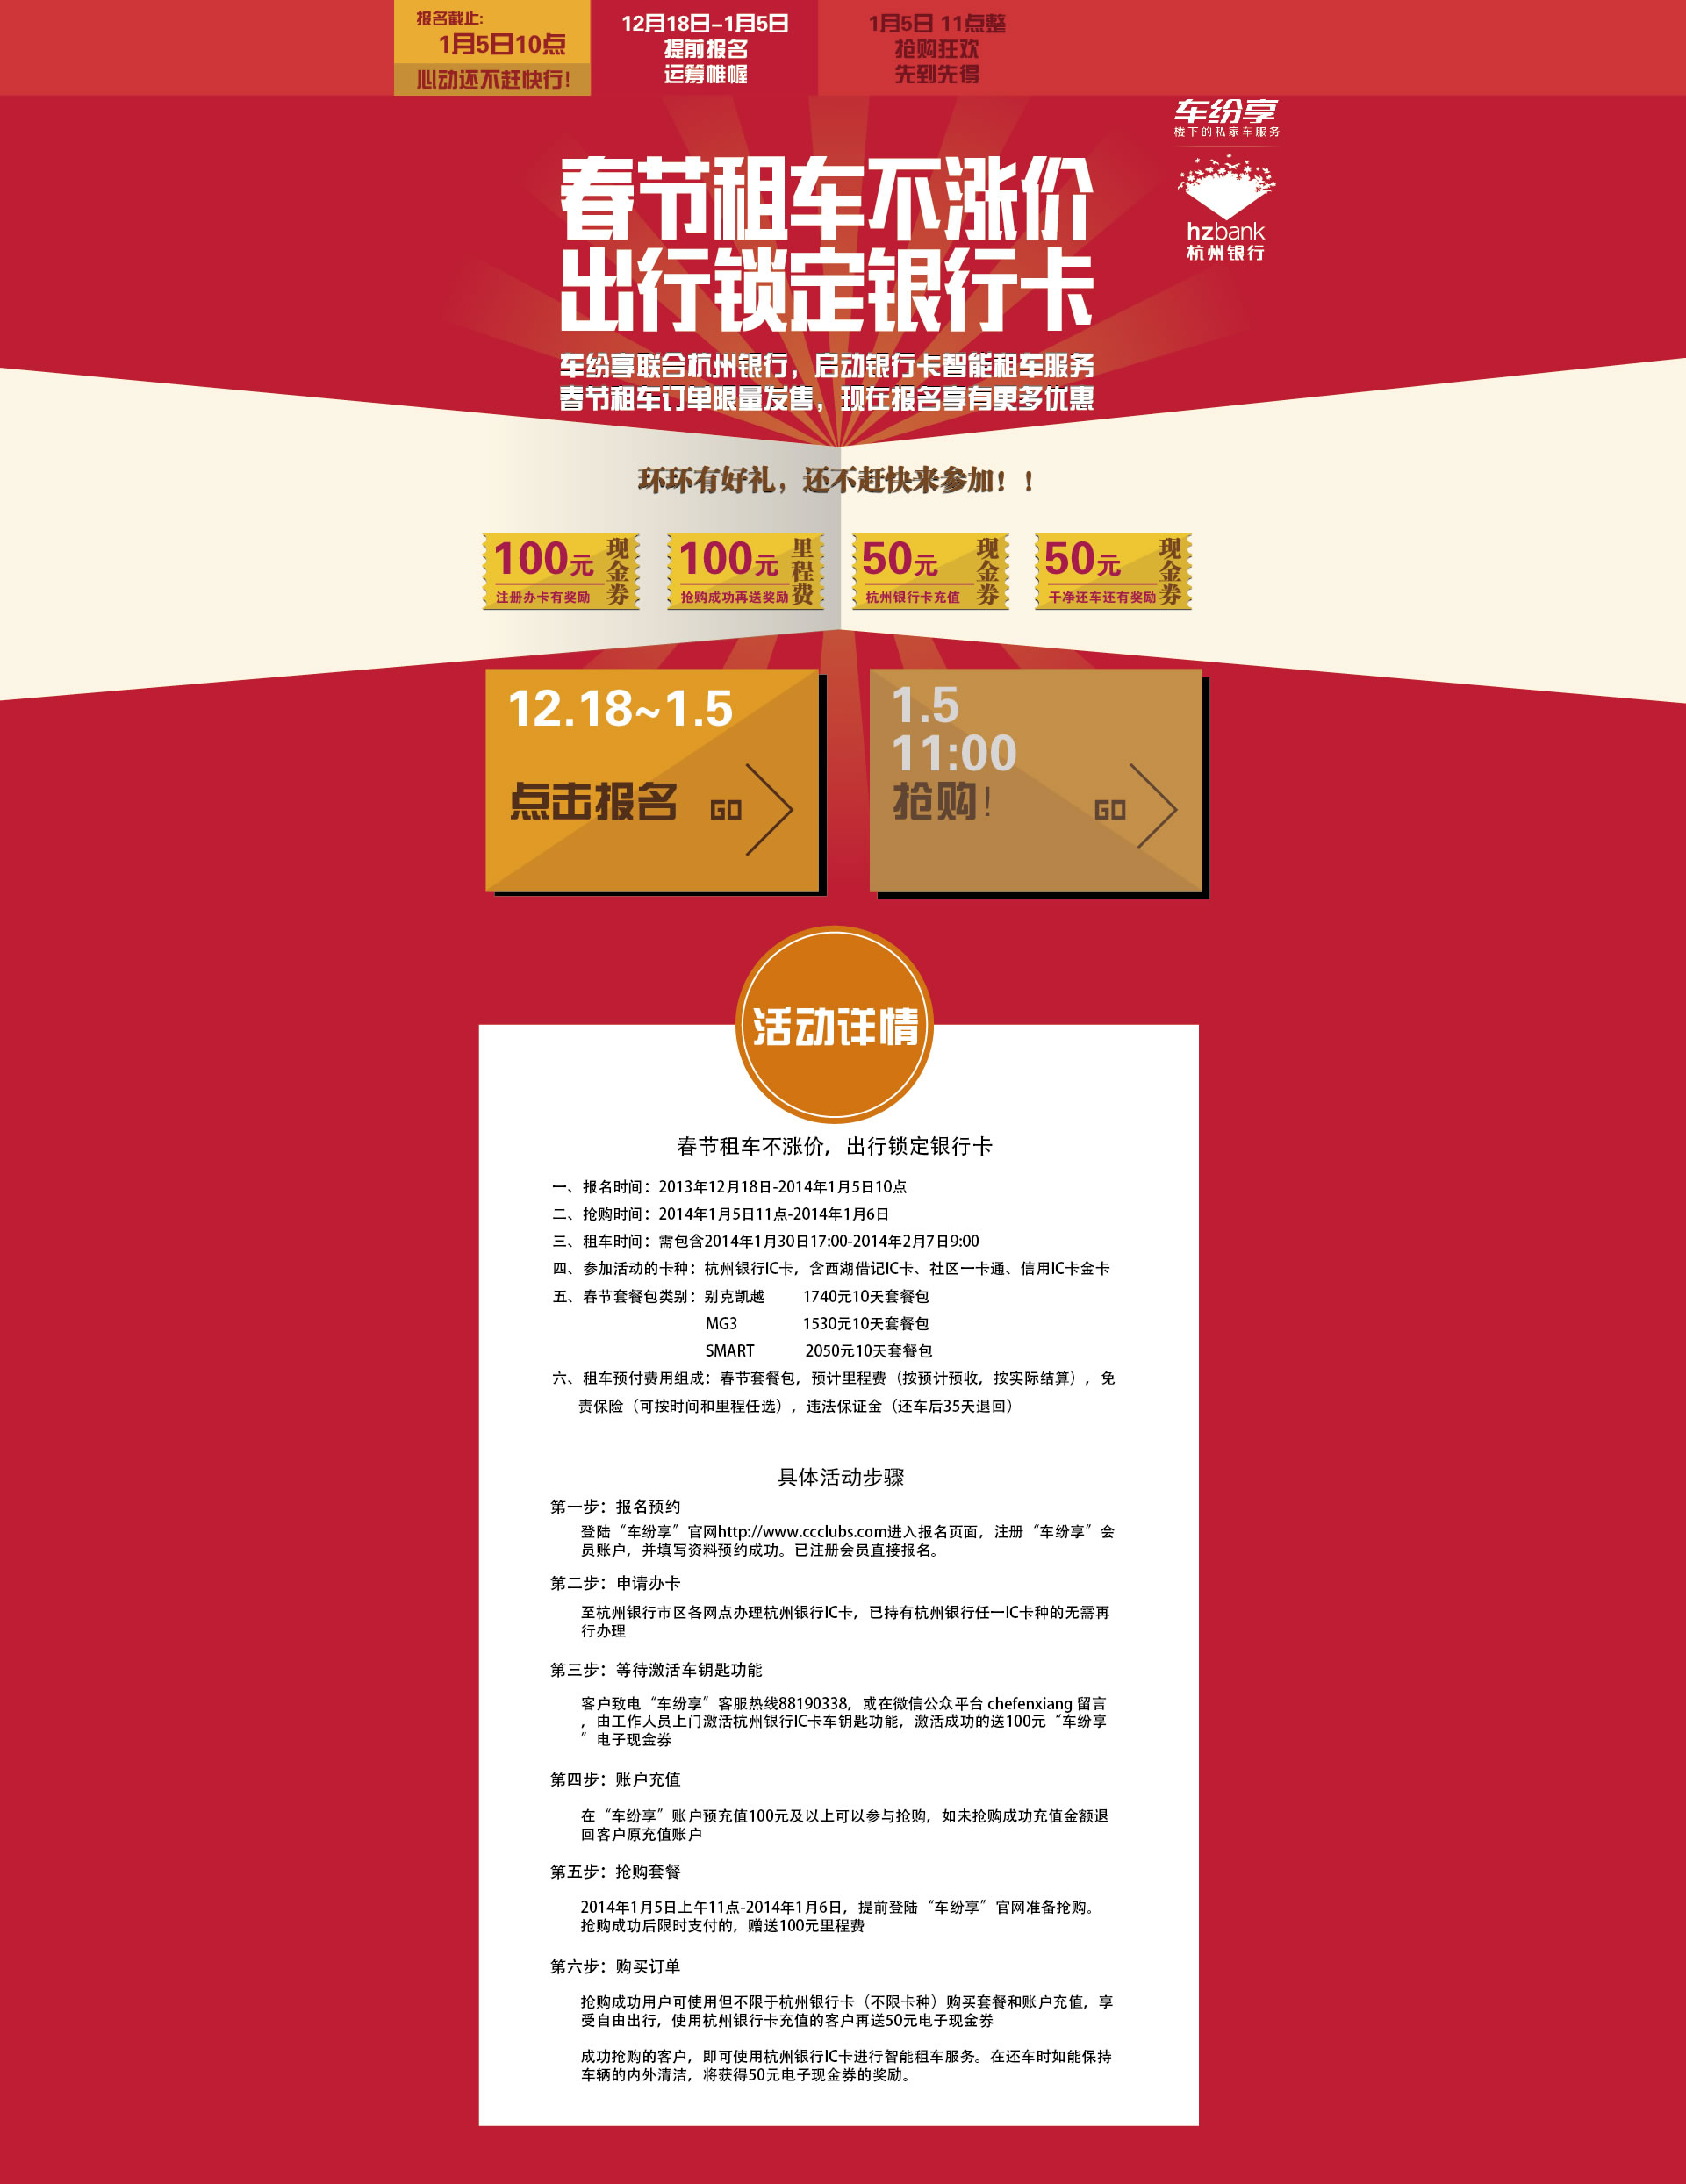 报名截止:
1月5日10点
心动还不赶快行!
12月18日-1月5日
提前报名
运筹帷幄
1月5日 11点整
抢购狂欢
先到先得
车纷享
楼下的私家车服务
hzbank
杭州银行
春节租车不涨价
出行锁定银行卡
车纷享联合杭州银行，启动银行卡智能租车服务
春节租车订单限量发售，现在报名享有更多优惠
环环有好礼，还不赶快来参加！！
100元
注册办卡有奖励
现金券
100元
抢购成功再送奖励
里程费
50元
杭州银行卡充值
现金券
50元
干净还车还有奖励
现金券
12.18~1.5
点击报名 GO
1.5
11:00
抢购! GO
活动详情
春节租车不涨价，出行锁定银行卡
一、报名时间：2013年12月18日-2014年1月5日10点
二、抢购时间：2014年1月5日11点-2014年1月6日
三、租车时间：需包含2014年1月30日17:00-2014年2月7日9:00
四、参加活动的卡种：杭州银行IC卡，含西湖借记IC卡、社区一卡通、信用IC卡金卡
五、春节套餐包类别：别克凯越 1740元10天套餐包
MG3 1530元10天套餐包
SMART 2050元10天套餐包
六、租车预付费用组成：春节套餐包，预计里程费（按预计预收，按实际结算），免
责保险（可按时间和里程任选），违法保证金（还车后35天退回）
具体活动步骤
第一步：报名预约
登陆“车纷享”官网http://www.ccclubs.com进入报名页面，注册“车纷享”会
员账户，并填写资料预约成功。已注册会员直接报名。
第二步：申请办卡
至杭州银行市区各网点办理杭州银行IC卡，已持有杭州银行任一IC卡种的无需再
行办理
第三步：等待激活车钥匙功能
客户致电“车纷享”客服热线88190338，或在微信公众平台 chefenxiang 留言
，由工作人员上门激活杭州银行IC卡车钥匙功能，激活成功的送100元“车纷享
”电子现金券
第四步：账户充值
在“车纷享”账户预充值100元及以上可以参与抢购，如未抢购成功充值金额退
回客户原充值账户
第五步：抢购套餐
2014年1月5日上午11点-2014年1月6日，提前登陆“车纷享”官网准备抢购。
抢购成功后限时支付的，赠送100元里程费
第六步：购买订单
抢购成功用户可使用但不限于杭州银行卡（不限卡种）购买套餐和账户充值，享
受自由出行，使用杭州银行卡充值的客户再送50元电子现金券
成功抢购的客户，即可使用杭州银行IC卡进行智能租车服务。在还车时如能保持
车辆的内外清洁，将获得50元电子现金券的奖励。